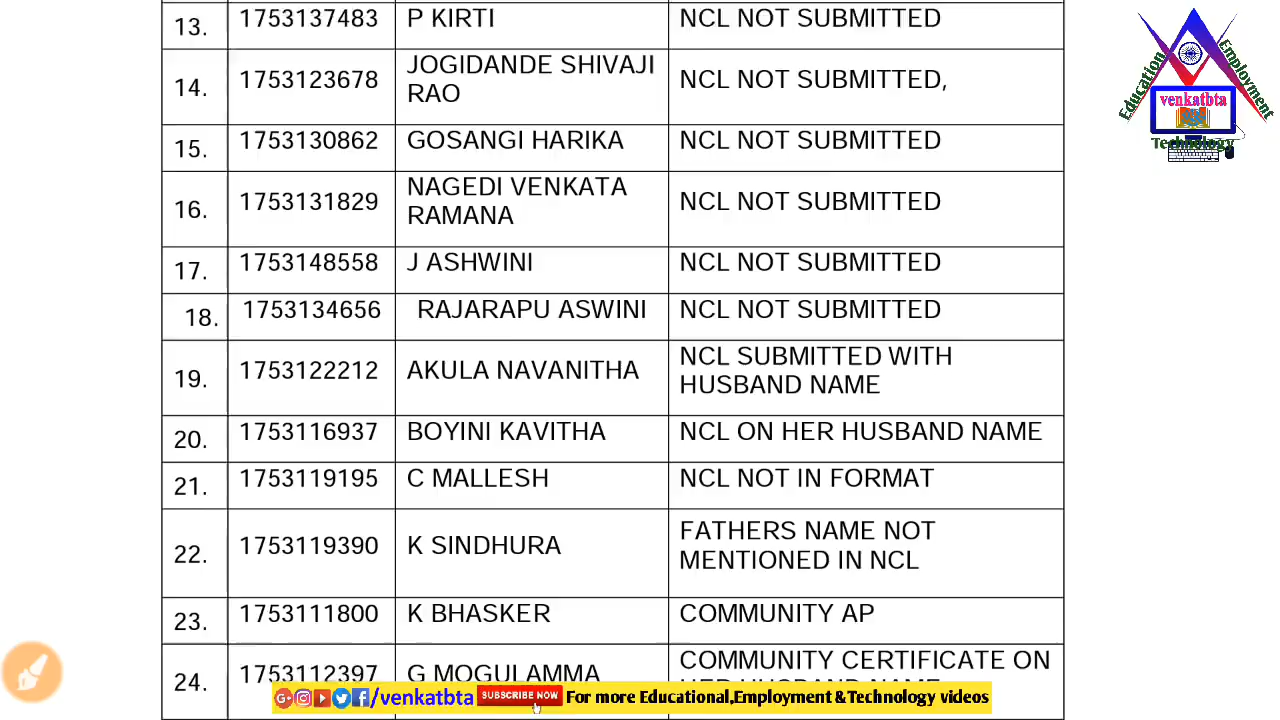 13. 1753137483 P KIRTI NCL NOT SUBMITTED
14. 1753123678 JOGIDANDE SHIVAJI RAO NCL NOT SUBMITTED,
15. 1753130862 GOSANGI HARIKA NCL NOT SUBMITTED
16. 1753131829 NAGEDI VENKATA RAMANA NCL NOT SUBMITTED
17. 1753148558 J ASHWINI NCL NOT SUBMITTED
18. 1753134656 RAJARAPU ASWINI NCL NOT SUBMITTED
19. 1753122212 AKULA NAVANITHA NCL SUBMITTED WITH HUSBAND NAME
20. 1753116937 BOYINI KAVITHA NCL ON HER HUSBAND NAME
21. 1753119195 C MALLESH NCL NOT IN FORMAT
22. 1753119390 K SINDHURA FATHERS NAME NOT MENTIONED IN NCL
23. 1753111800 K BHASKER COMMUNITY AP
24. 1753112397 G MOGULAMMA COMMUNITY CERTIFICATE ON HER HUSBAND NAME
Education
Employment
venkatbta
Technology
/venkatbta SUBSCRIBE NOW For more Educational,Employment &Technology videos